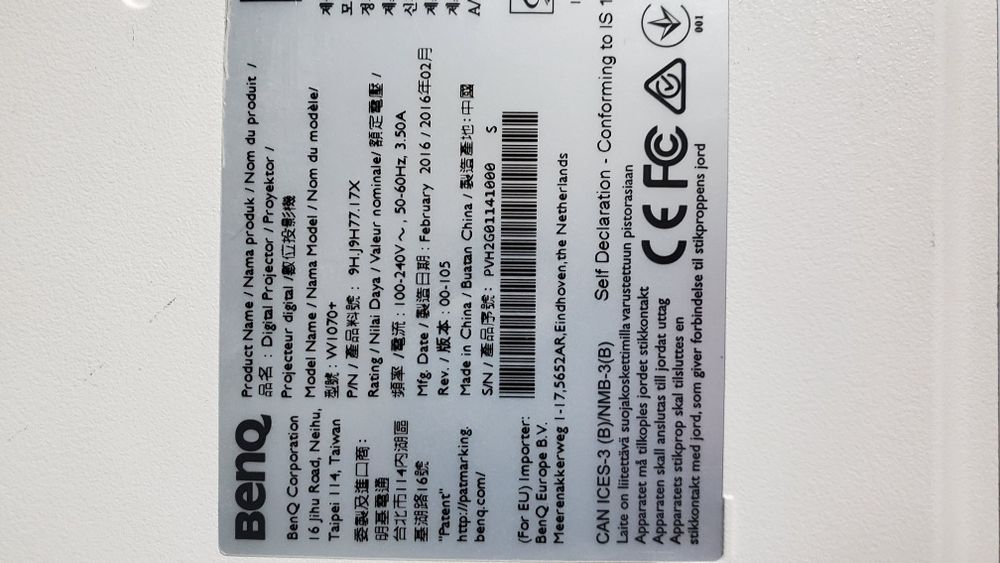 BenQ
BenQ Corporation
16 Jihu Road, Neihu,
Taipei 114, Taiwan
委製及進口商:
明基電通
台北市114內湖區
基湖路16號
"Patent"
http://patmarking.
benq.com/
Product Name / Nama produk / Nom du produit /
品名 : Digital Projector / Proyektor /
Projecteur digital /數位投影機
Model Name / Nama Model / Nom du modèle/
型號 : W1070+
P/N / 產品料號 : 9H.J9H77.17X
Rating / Nilai Daya / Valeur nominale/ 額定電壓 /
頻率 /電流 : 100-240V～, 50-60Hz, 3.50A
Mfg. Date / 製造日期 : February 2016 / 2016年02月
Rev. / 版本 : 00-105
Made in China / Buatan China / 製造產地:中國
S/N / 產品序號 : PVH2G01141000 S
(For EU) Importer:
BenQ Europe B.V.
Meerenakkerweg 1-17,5652AR,Eindhoven,the Netherlands
CAN ICES-3 (B)/NMB-3(B) Self Declaration - Conforming to IS 1
Laite on liitettävä suojakoskettimilla varustettuun pistorasiaan
Apparatet må tilkoples jordet stikkontakt
Apparaten skall anslutas till jordat uttag
Apparatets stikprop skal tilsluttes en
stikkontakt med jord, som giver forbindelse til stikproppens jord
CE FC
001